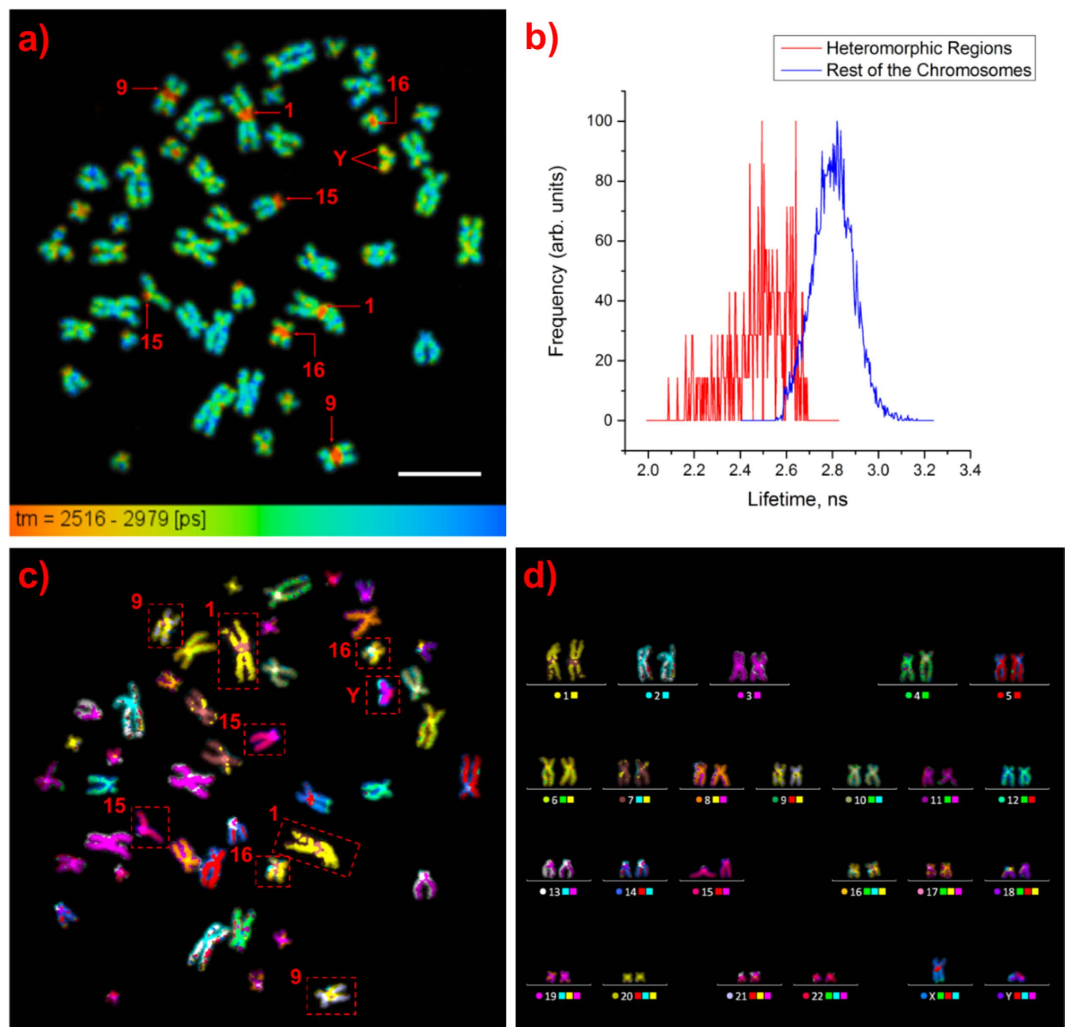 a)
9
1
16
Y
15
1
15
16
9
tm = 2516 - 2979 [ps]
b)
Heteromorphic Regions
Rest of the Chromosomes
Frequency (arb. units)
100
80
60
40
20
0
2.0 2.2 2.4 2.6 2.8 3.0 3.2 3.4
Lifetime, ns
c)
9
1
16
Y
15
15
1
16
9
d)
1 2 3 4 5
6 7 8 9 10 11 12
13 14 15 16 17 18
19 20 21 22 X Y